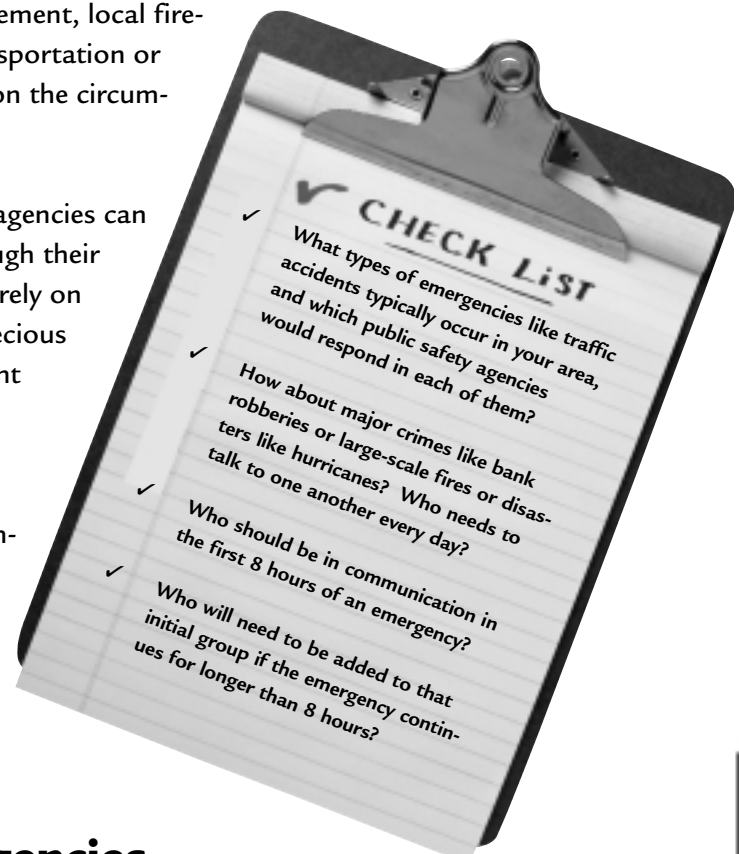 ement, local fire-
sportation or
on the circum-
agencies can
ugh their
rely on
ecious
nt
n-
✓ CHECK LiST
✓ What types of emergencies like traffic
accidents typically occur in your area,
and which public safety agencies
would respond in each of them?
✓ How about major crimes like bank
robberies or large-scale fires or disas-
ters like hurricanes? Who needs to
talk to one another every day?
✓ Who should be in communication in
the first 8 hours of an emergency?
✓ Who will need to be added to that
initial group if the emergency contin-
ues for longer than 8 hours?
gencies